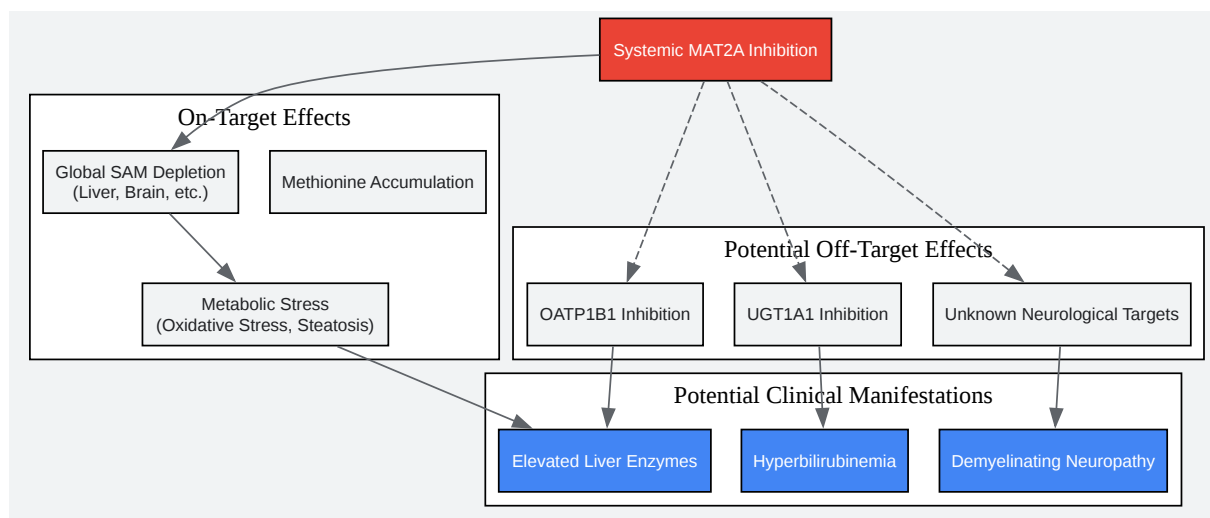 Systemic MAT2A Inhibition
On-Target Effects
Global SAM Depletion
(Liver, Brain, etc.)
Methionine Accumulation
Metabolic Stress
(Oxidative Stress, Steatosis)
Potential Off-Target Effects
OATP1B1 Inhibition
UGT1A1 Inhibition
Unknown Neurological Targets
Potential Clinical Manifestations
Elevated Liver Enzymes
Hyperbilirubinemia
Demyelinating Neuropathy